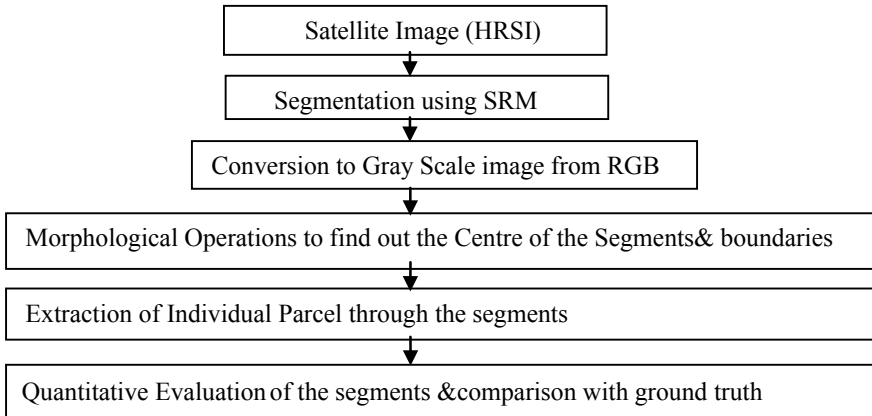 Satellite Image (HRSI)
Segmentation using SRM
Conversion to Gray Scale image from RGB
Morphological Operations to find out the Centre of the Segments& boundaries
Extraction of Individual Parcel through the segments
Quantitative Evaluation of the segments &comparison with ground truth